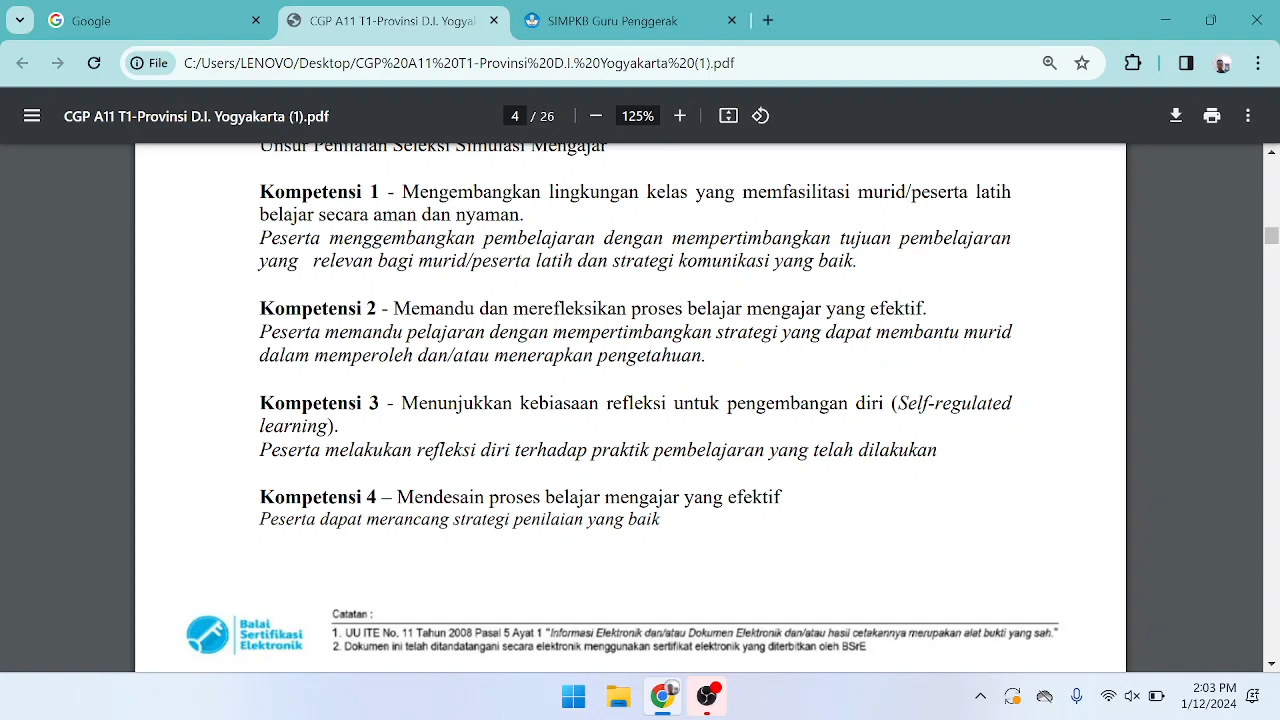 Google
CGP A11 T1-Provinsi D.I. Yogyal
SIMPKB Guru Penggerak
File
C:/Users/LENOVO/Desktop/CGP%20A11%20T1-Provinsi%20D.I.%20Yogyakarta%20(1).pdf
CGP A11 T1-Provinsi D.I. Yogyakarta (1).pdf
4 / 26
125%
Unsur Penilaian Seleksi Simulasi Mengajar
Kompetensi 1 - Mengembangkan lingkungan kelas yang memfasilitasi murid/peserta latih
belajar secara aman dan nyaman.
Peserta menggembangkan pembelajaran dengan mempertimbangkan tujuan pembelajaran
yang relevan bagi murid/peserta latih dan strategi komunikasi yang baik.
Kompetensi 2 - Memandu dan merefleksikan proses belajar mengajar yang efektif.
Peserta memandu pelajaran dengan mempertimbangkan strategi yang dapat membantu murid
dalam memperoleh dan/atau menerapkan pengetahuan.
Kompetensi 3 - Menunjukkan kebiasaan refleksi untuk pengembangan diri (Self-regulated
learning).
Peserta melakukan refleksi diri terhadap praktik pembelajaran yang telah dilakukan
Kompetensi 4 – Mendesain proses belajar mengajar yang efektif
Peserta dapat merancang strategi penilaian yang baik
Balai
Sertifikasi
Elektronik
Catatan :
1. UU ITE No. 11 Tahun 2008 Pasal 5 Ayat 1 "Informasi Elektronik dan/atau Dokumen Elektronik dan/atau hasil cetakannya merupakan alat bukti yang sah."
2. Dokumen ini telah ditandatangani secara elektronik menggunakan sertifikat elektronik yang diterbitkan oleh BSrE
2:03 PM
1/12/2024